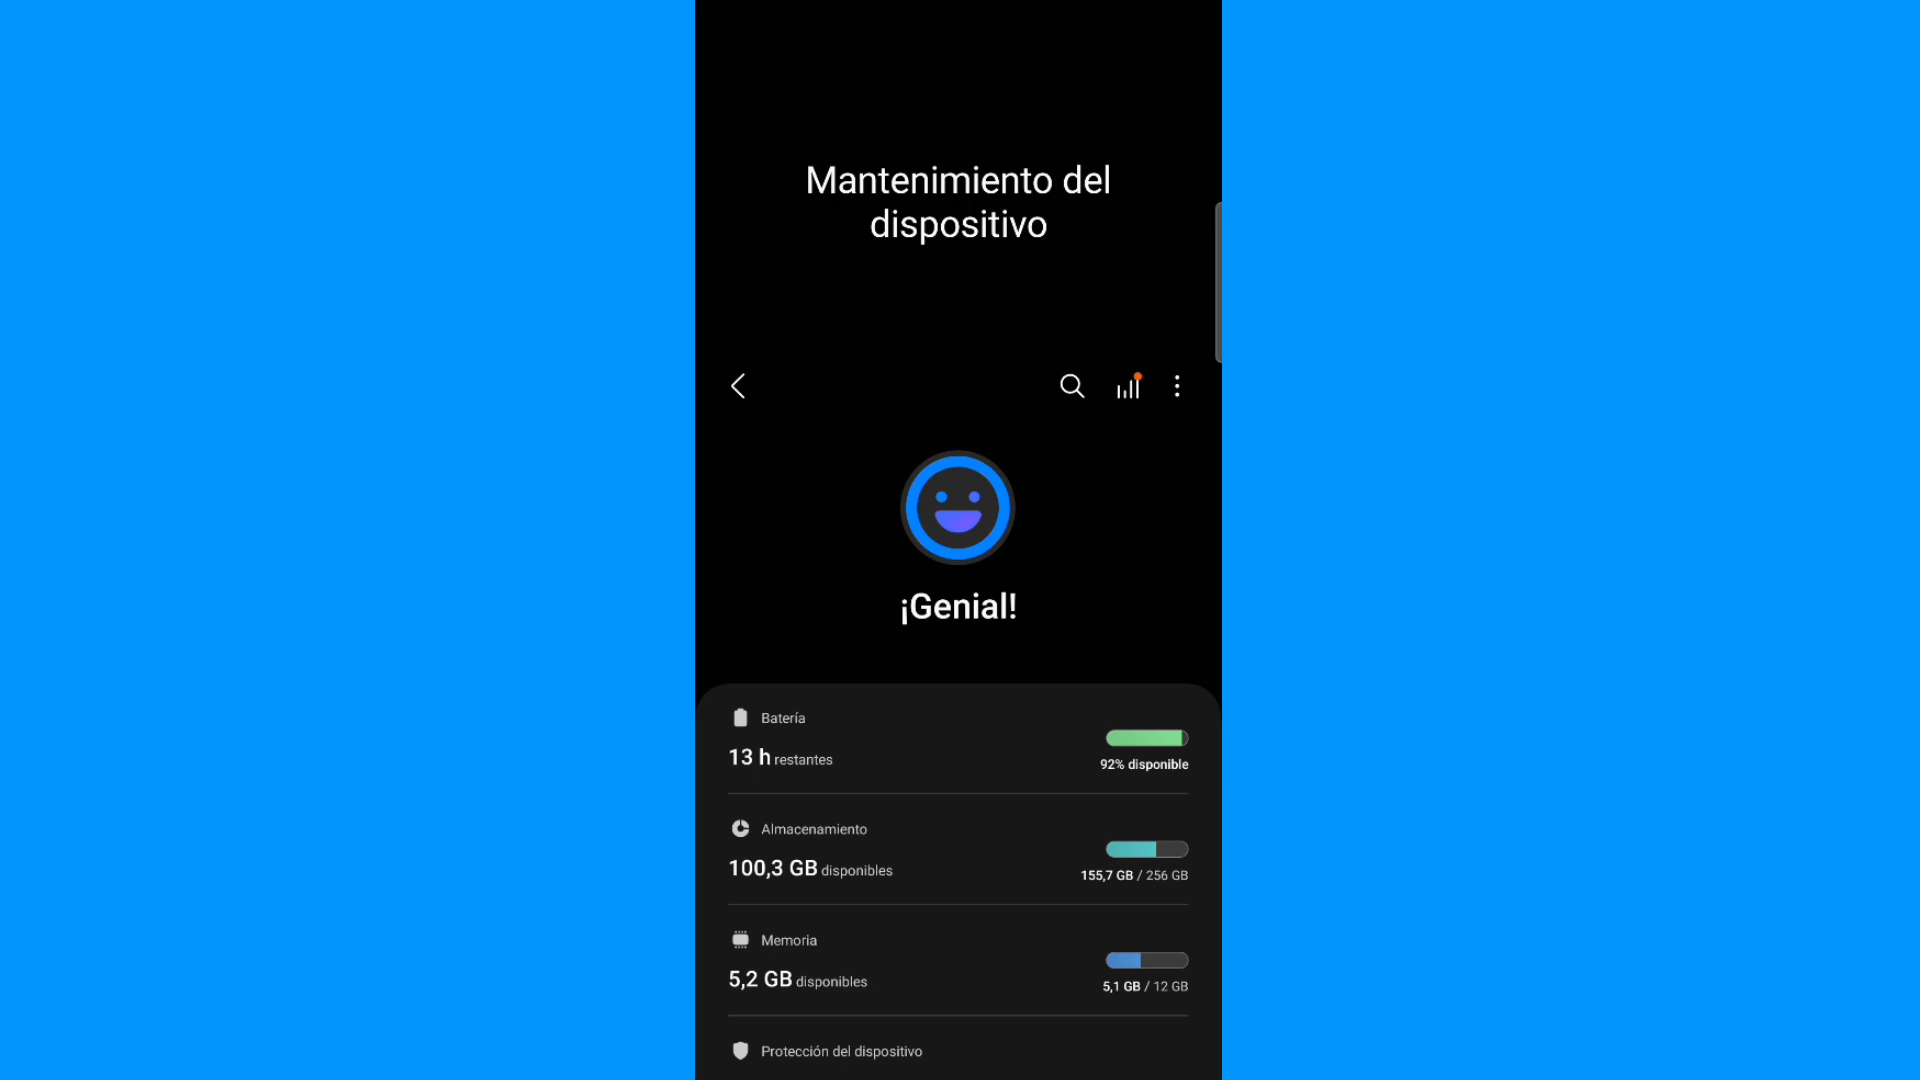 Mantenimiento del
dispositivo
¡Genial!
Batería
13 h restantes
92% disponible
Almacenamiento
100,3 GB disponibles
155,7 GB / 256 GB
Memoria
5,2 GB disponibles
5,1 GB / 12 GB
Protección del dispositivo